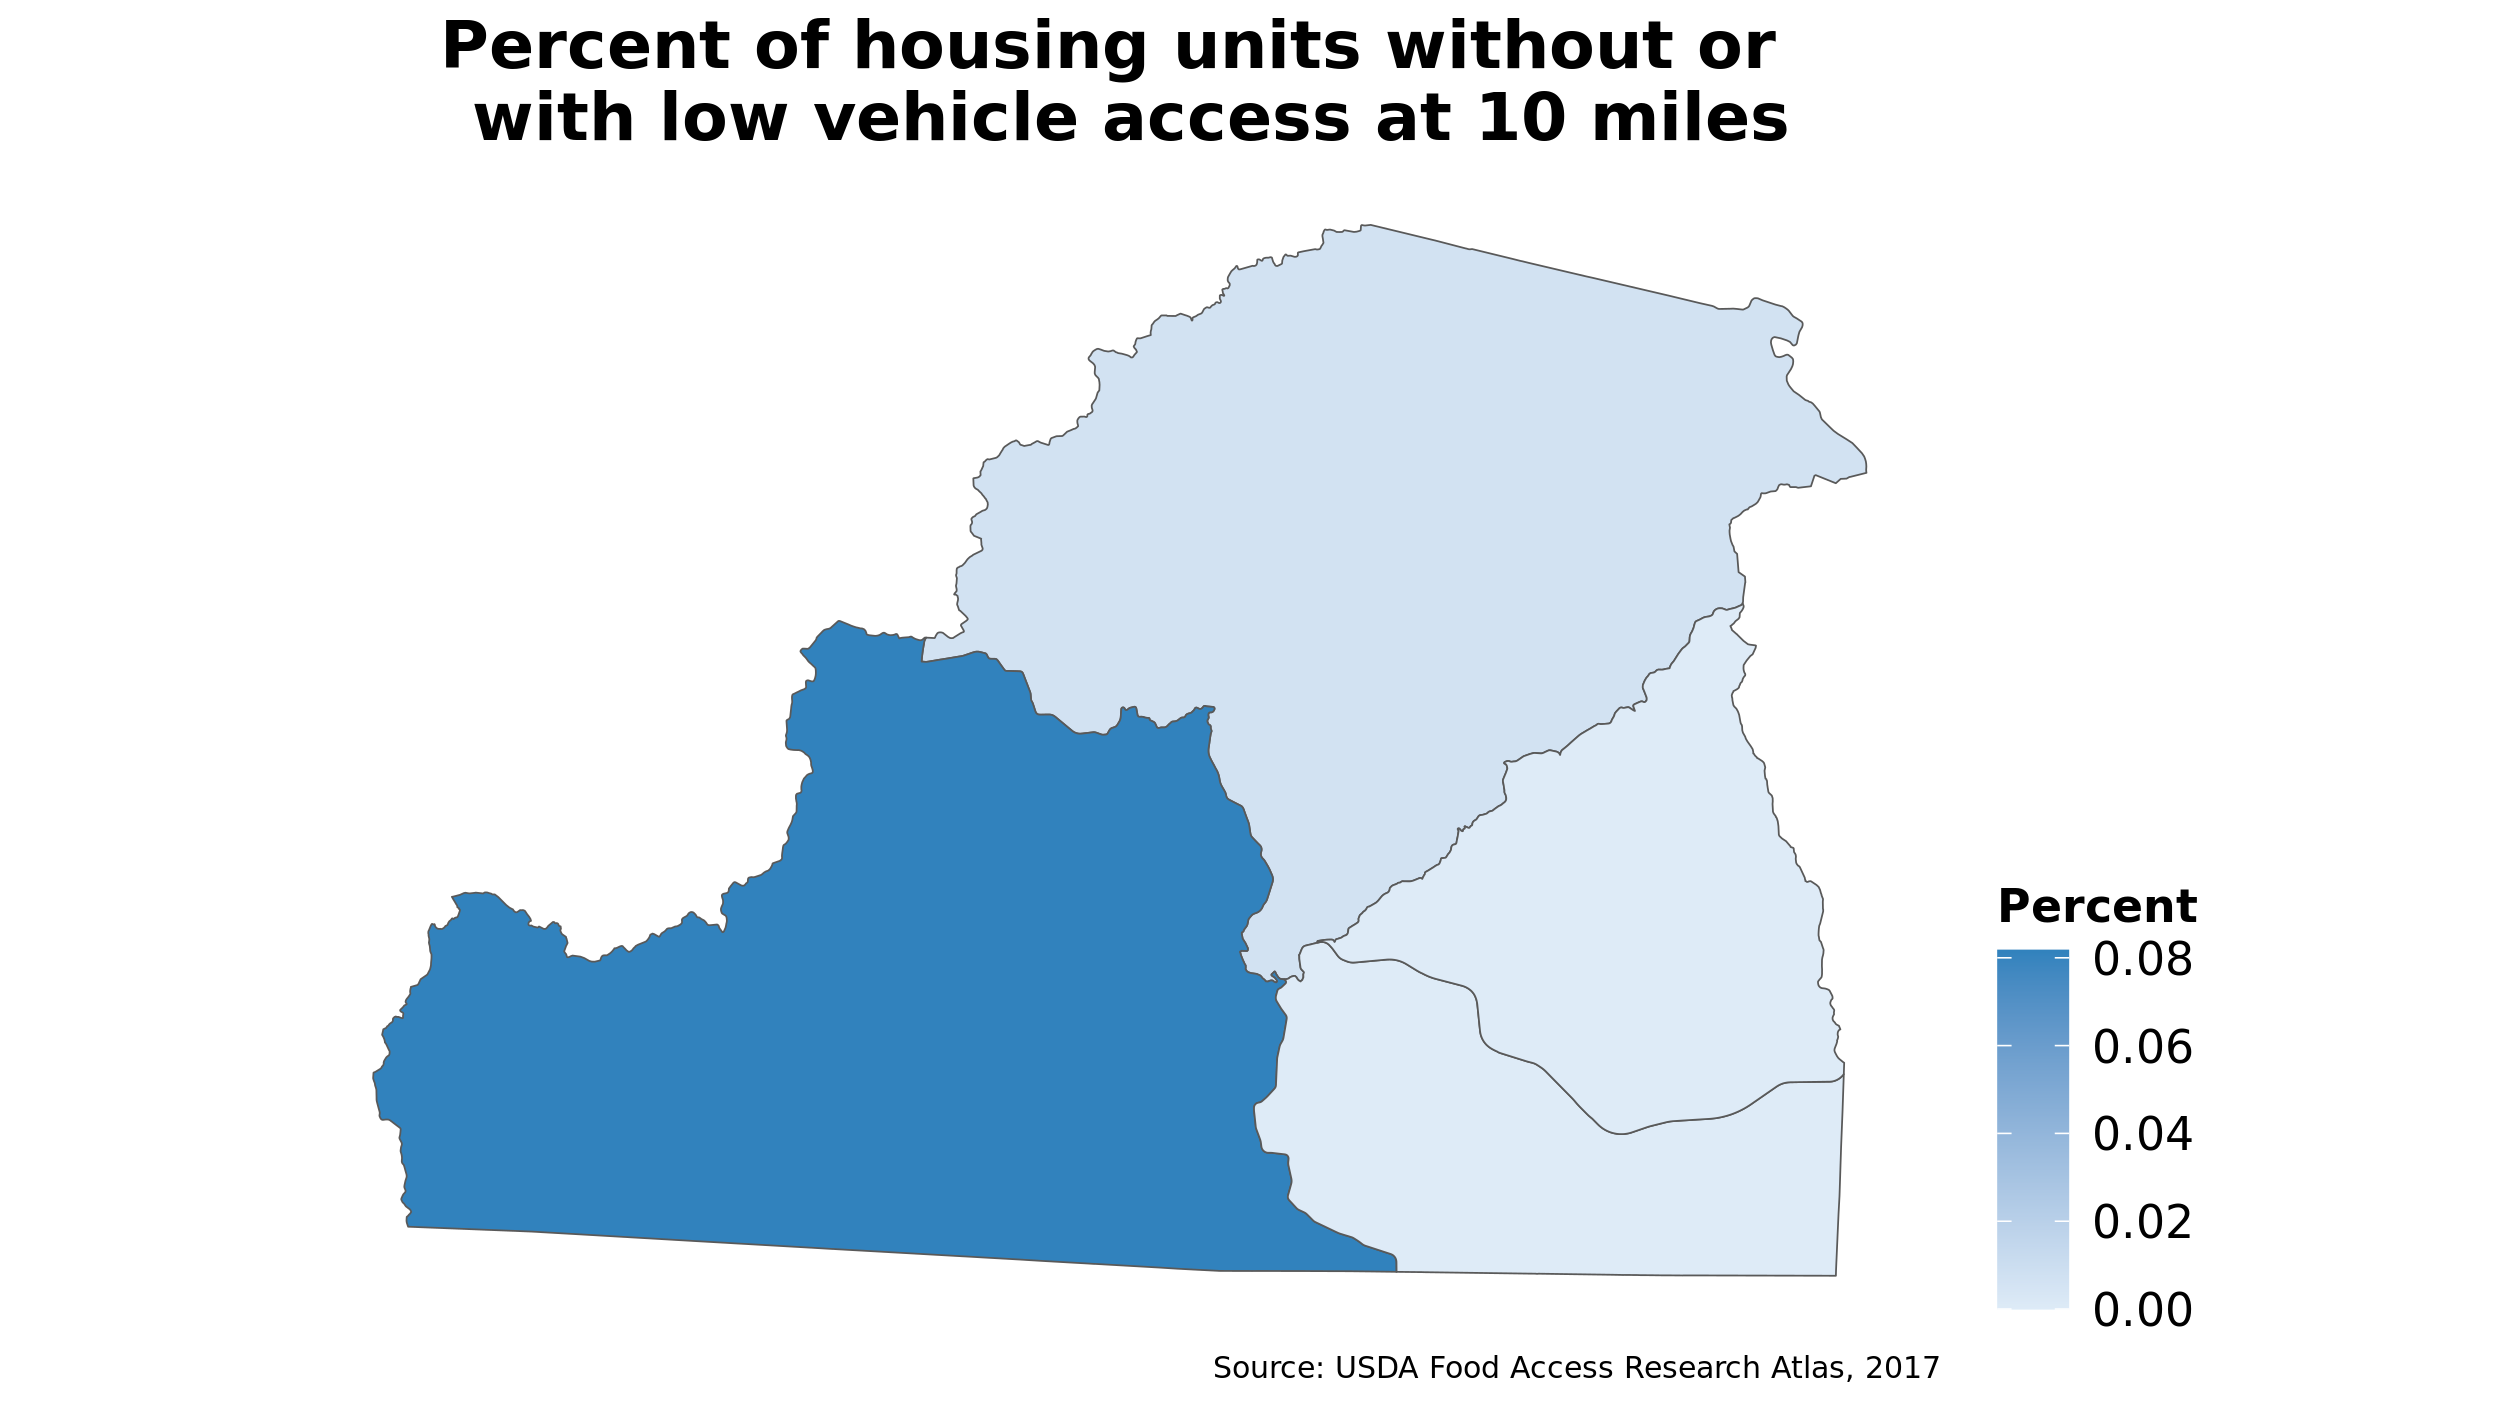 Percent of housing units without or
with low vehicle access at 10 miles
Percent
0.08
0.06
0.04
0.02
0.00
Source: USDA Food Access Research Atlas, 2017